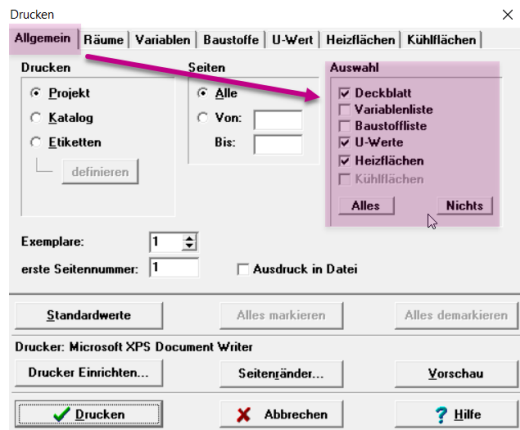 Drucken
Allgemein Räume Variablen Baustoffe U-Wert Heizflächen Kühlflächen
Drucken
Projekt
Katalog
Etiketten
definieren
Seiten
Alle
Von:
Bis:
Auswahl
Deckblatt
Variablenliste
Baustoffliste
U-Werte
Heizflächen
Kühlflächen
Alles Nichts
Exemplare: 1
erste Seitennummer: 1 Ausdruck in Datei
Standardwerte Alles markieren Alles demarkieren
Drucker: Microsoft XPS Document Writer
Drucker Einrichten... Seitenränder... Vorschau
Drucken Abbrechen ? Hilfe